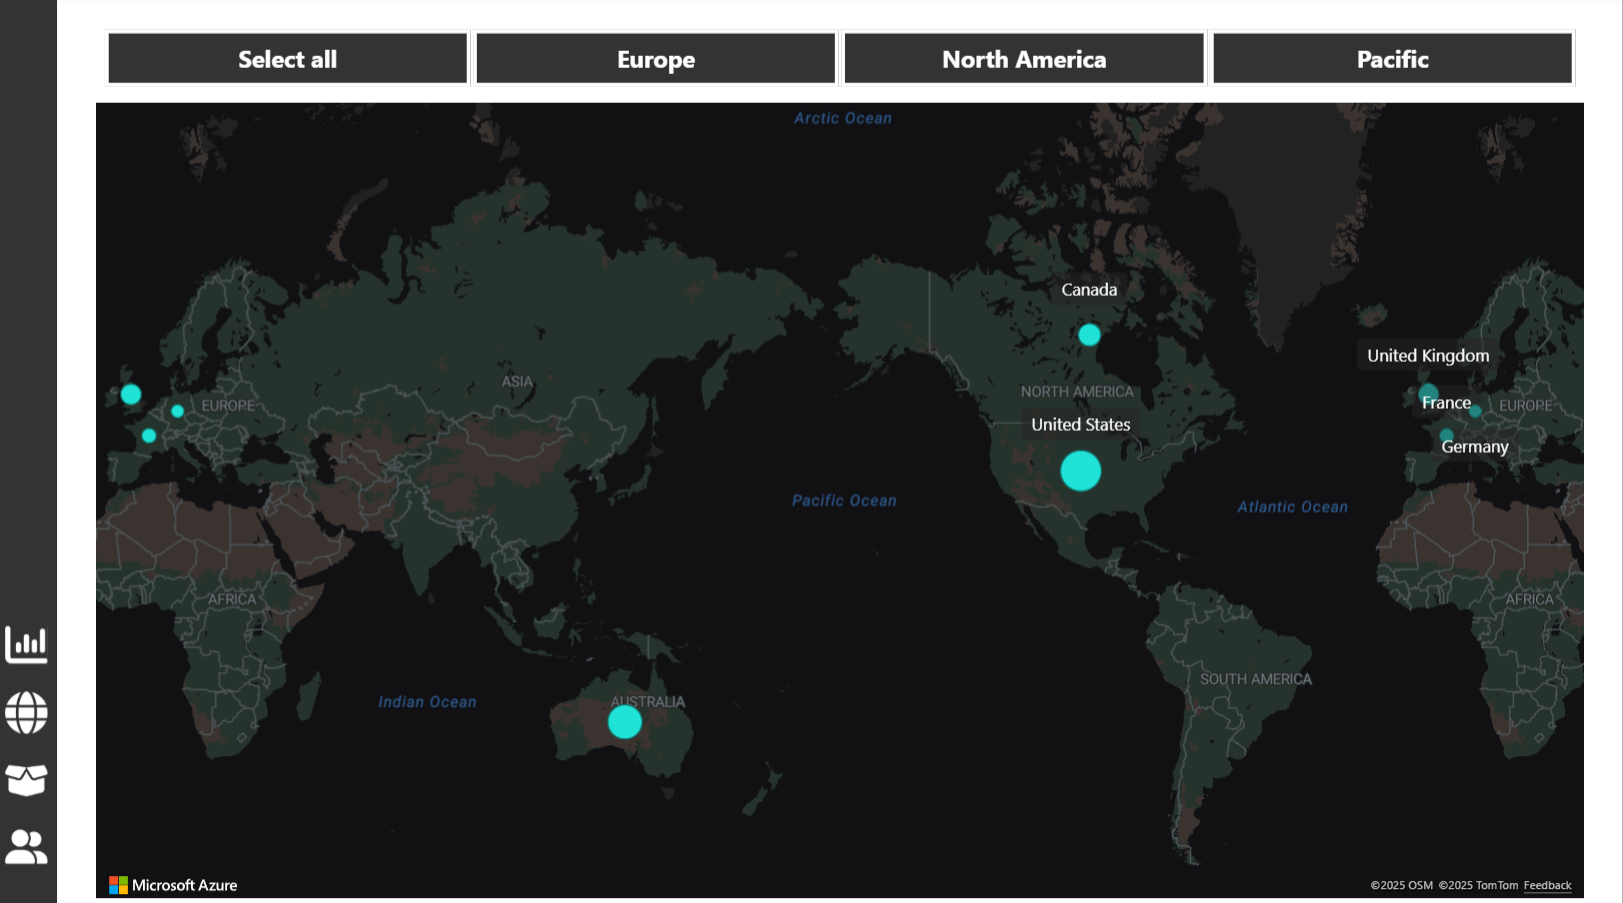 Select all
Europe
North America
Pacific
Arctic Ocean
Canada
United Kingdom
ASIA
NORTH AMERICA
EUROPE
France
EUROPE
United States
Germany
Pacific Ocean
Atlantic Ocean
AFRICA
AFRICA
SOUTH AMERICA
Indian Ocean
AUSTRALIA
Microsoft Azure
©2025 OSM ©2025 TomTom Feedback